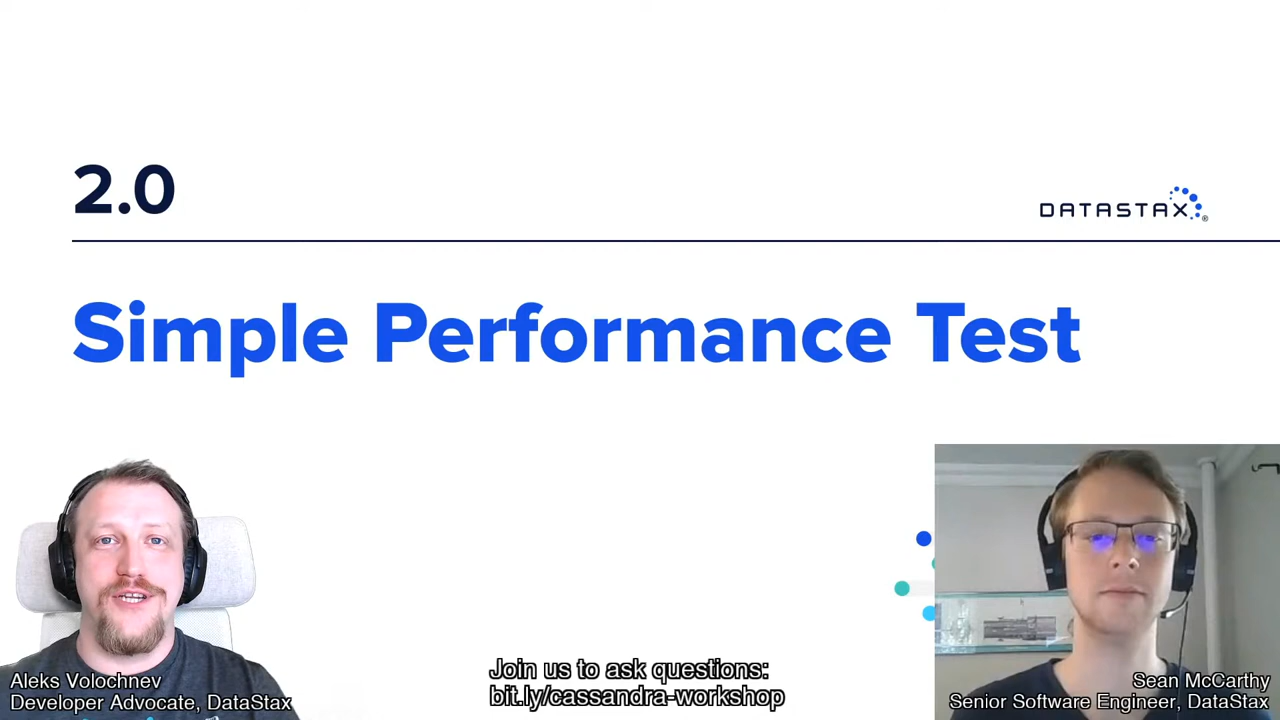 2.0
DATASTAX®
Simple Performance Test
Aleks Volochnev
Developer Advocate, DataStax
Join us to ask questions:
bit.ly/cassandra-workshop
Sean McCarthy
Senior Software Engineer, DataStax